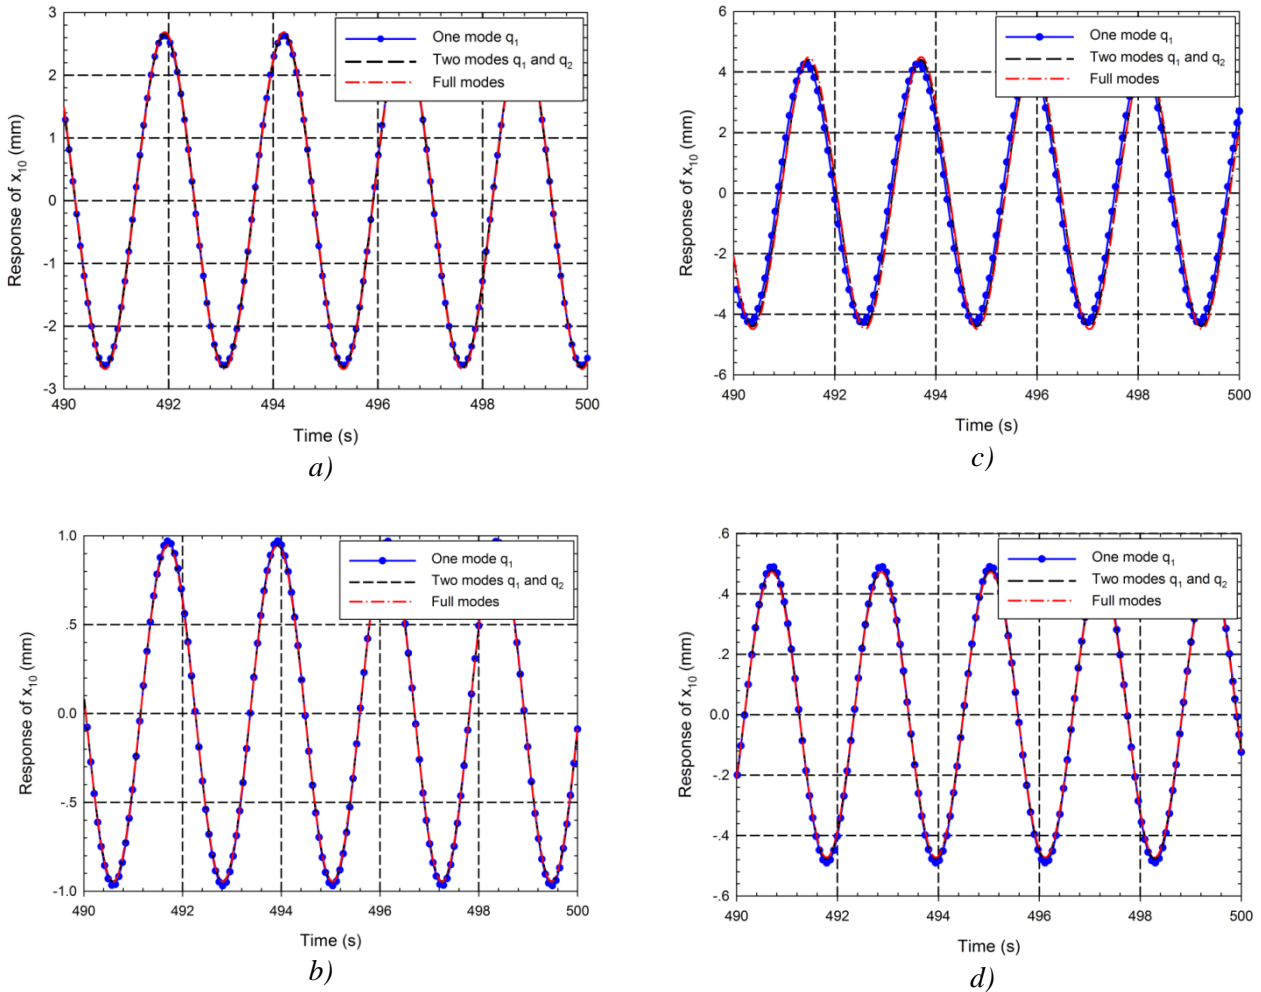 3
2
1
0
-1
-2
-3
Response of x10 (mm)
One mode q1
Two modes q1 and q2
Full modes
490 492 494 496 498 500
Time (s)
a)
6
4
2
0
-2
-4
-6
Response of x10 (mm)
One mode q1
Two modes q1 and q2
Full modes
490 492 494 496 498 500
Time (s)
c)
1.0
.5
0.0
-.5
-1.0
Response of x10 (mm)
One mode q1
Two modes q1 and q2
Full modes
490 492 494 496 498 500
Time (s)
b)
.6
.4
.2
0.0
-.2
-.4
-.6
Response of x10 (mm)
One mode q1
Two modes q1 and q2
Full modes
490 492 494 496 498 500
Time (s)
d)